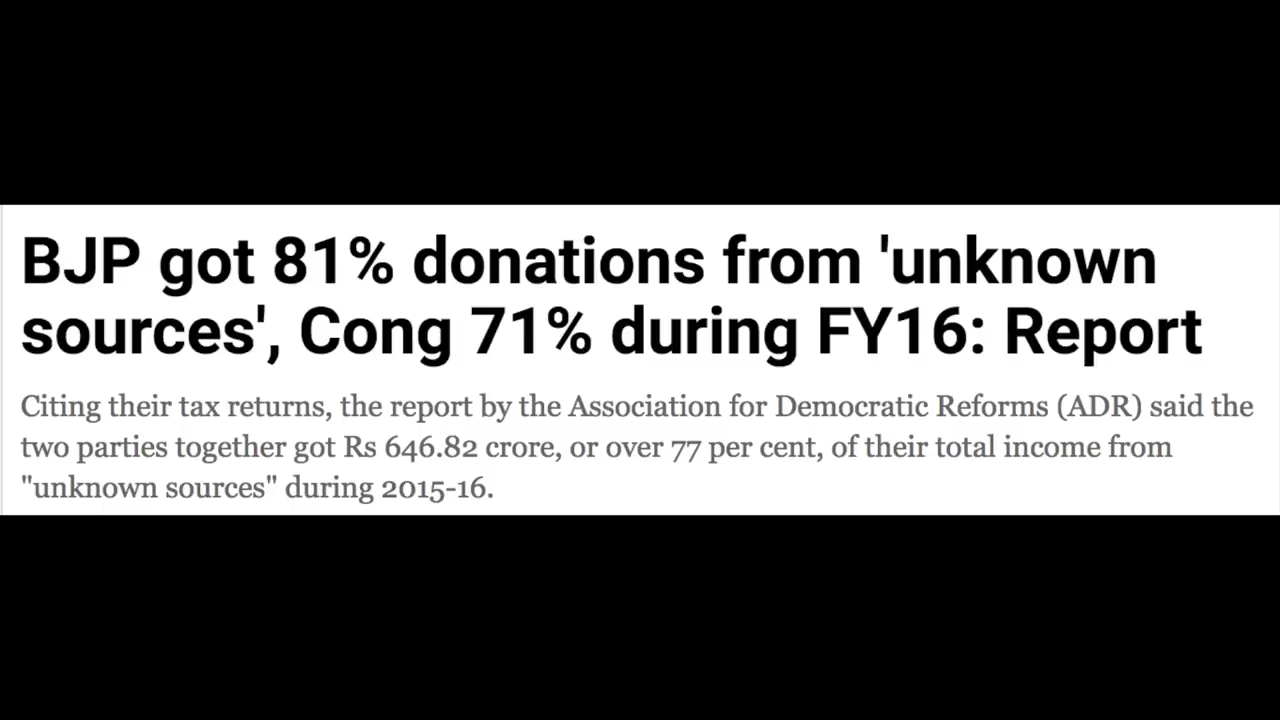 BJP got 81% donations from 'unknown
sources', Cong 71% during FY16: Report
Citing their tax returns, the report by the Association for Democratic Reforms (ADR) said the
two parties together got Rs 646.82 crore, or over 77 per cent, of their total income from
"unknown sources" during 2015-16.